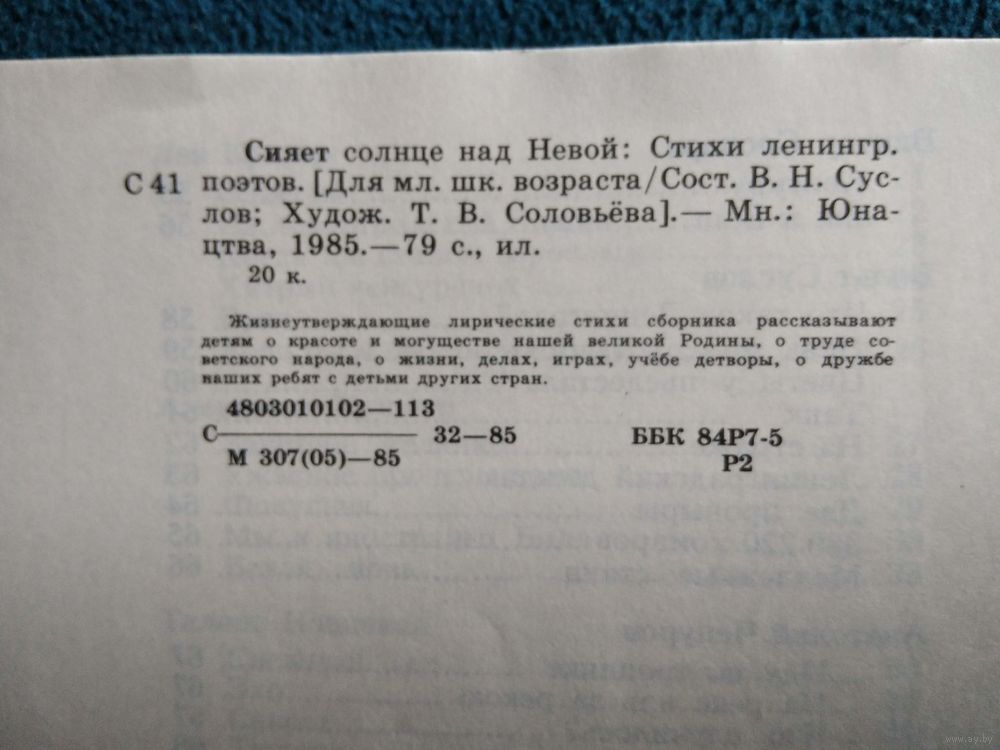 Сияет солнце над Невой: Стихи ленингр.
С 41 поэтов. [Для мл. шк. возраста/Сост. В. Н. Сус-
лов; Худож. Т. В. Соловьёва].— Мн.: Юна-
цтва, 1985.—79 с., ил.
20 к.
Жизнеутверждающие лирические стихи сборника рассказывают
детям о красоте и могуществе нашей великой Родины, о труде со-
ветского народа, о жизни, делах, играх, учёбе детворы, о дружбе
наших ребят с детьми других стран.
4803010102—113
С———— 32—85 ББК 84Р7-5
М 307(05)—85 Р2
www.ay.by